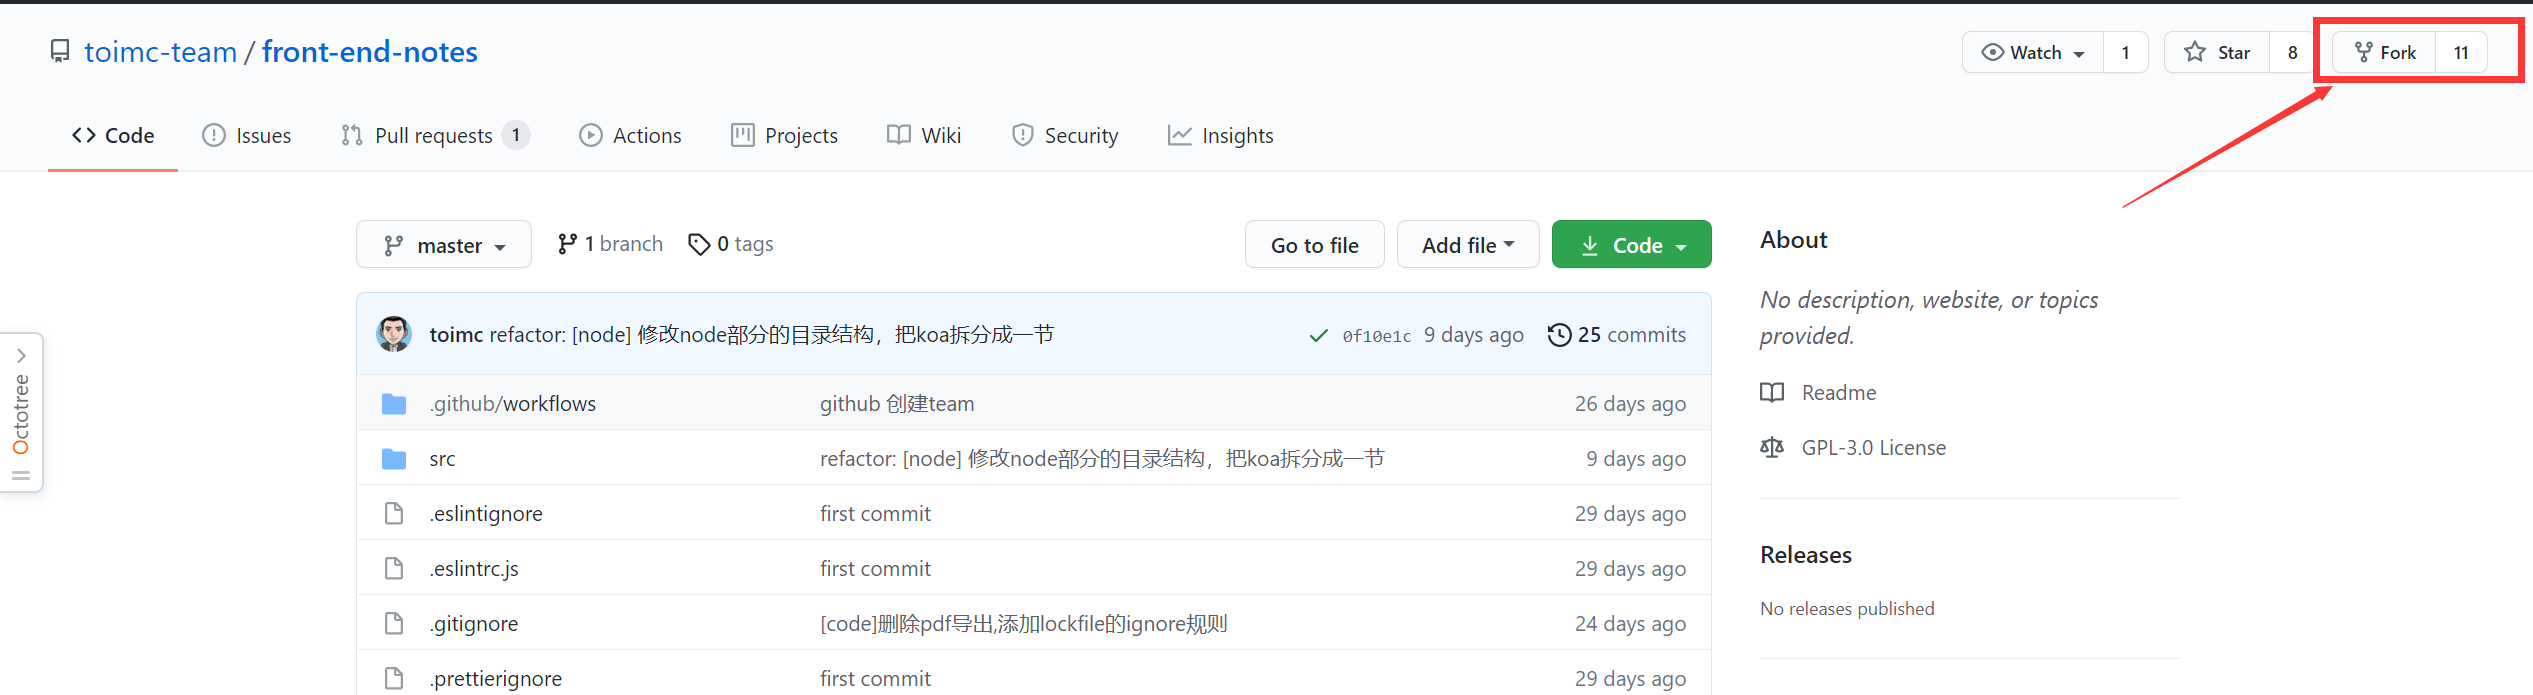 toimc-team / front-end-notes
Watch 1 Star 8 Fork 11
Code Issues Pull requests 1 Actions Projects Wiki Security Insights
master 1 branch 0 tags Go to file Add file Code
toimc refactor: [node] 修改node部分的目录结构，把koa拆分成一节 0f10e1c 9 days ago 25 commits
.github/workflows github 创建team 26 days ago
src refactor: [node] 修改node部分的目录结构，把koa拆分成一节 9 days ago
.eslintignore first commit 29 days ago
.eslintrc.js first commit 29 days ago
.gitignore [code]删除pdf导出,添加lockfile的ignore规则 24 days ago
.prettierignore first commit 29 days ago
About
No description, website, or topics
provided.
Readme
GPL-3.0 License
Releases
No releases published
Octotree